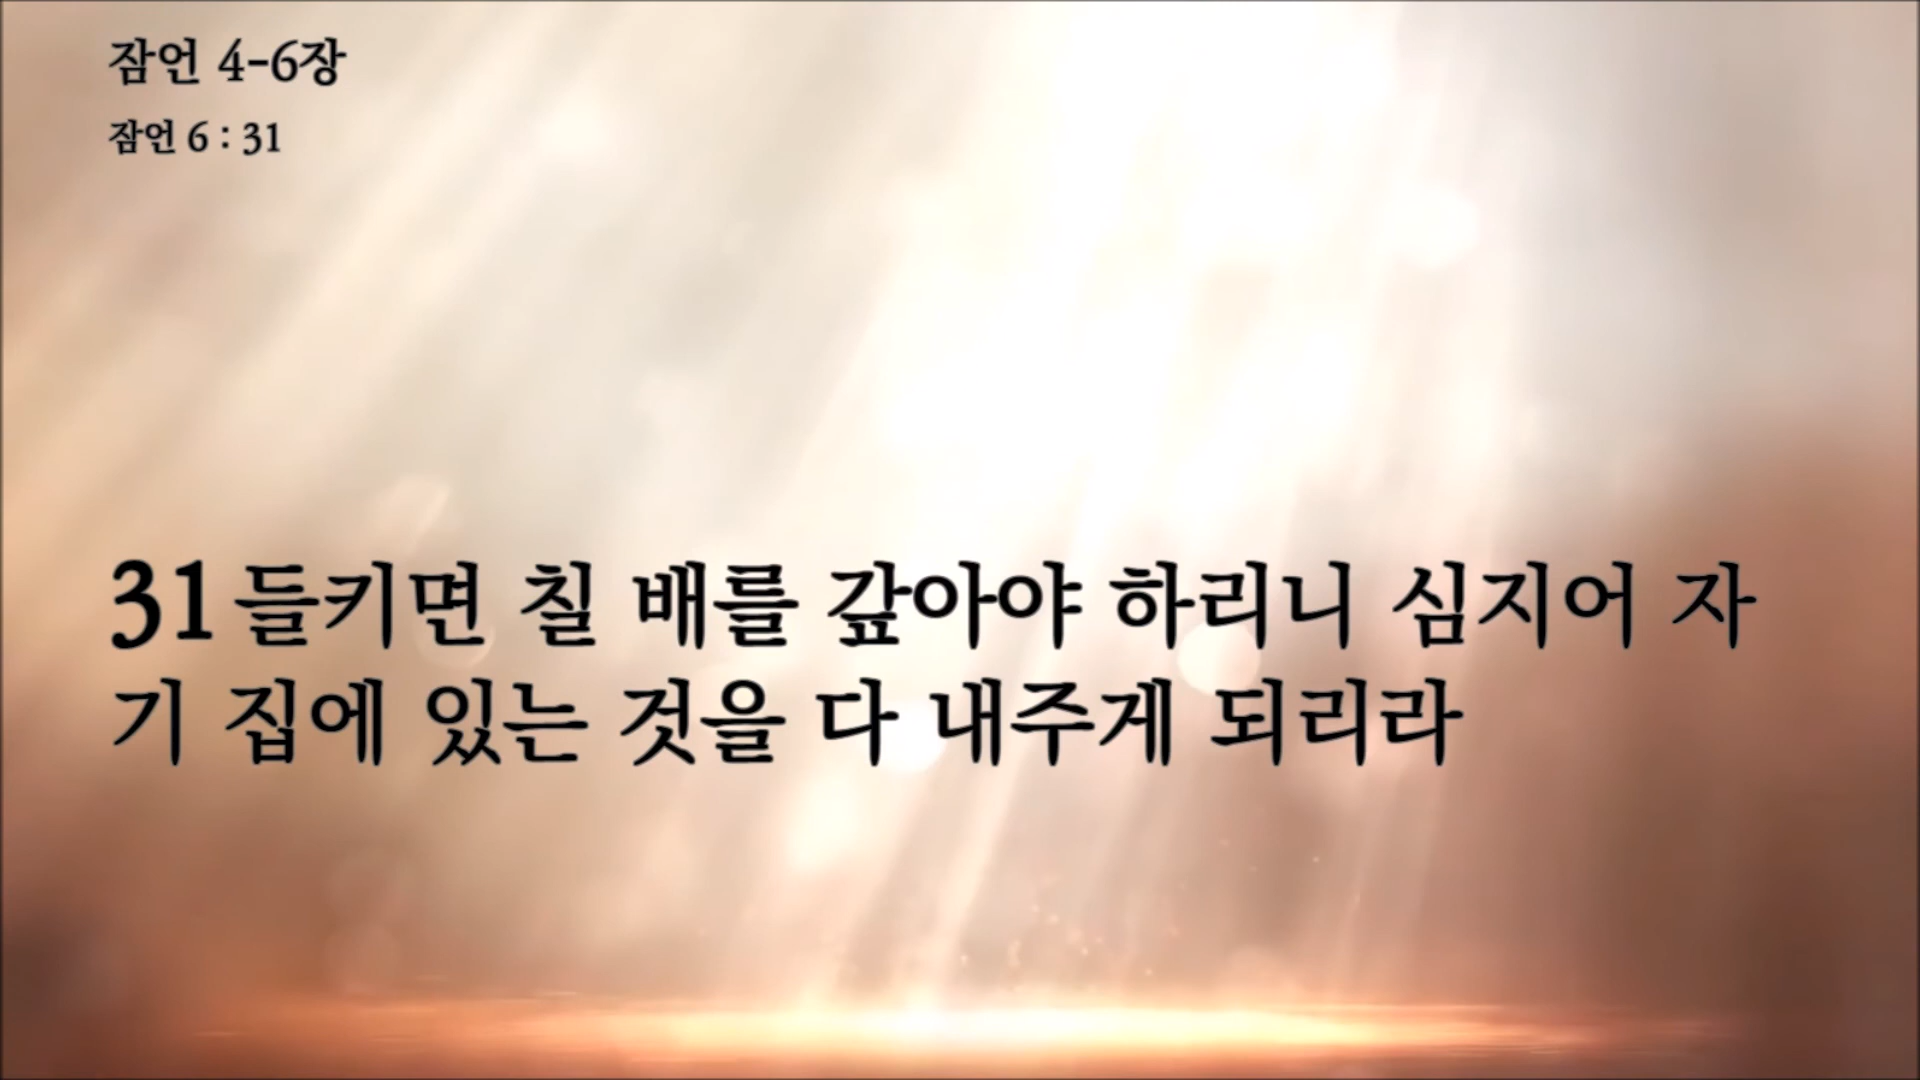 잠언 4-6장
잠언 6 : 31
31 들키면 칠 배를 갚아야 하리니 심지어 자
기 집에 있는 것을 다 내주게 되리라